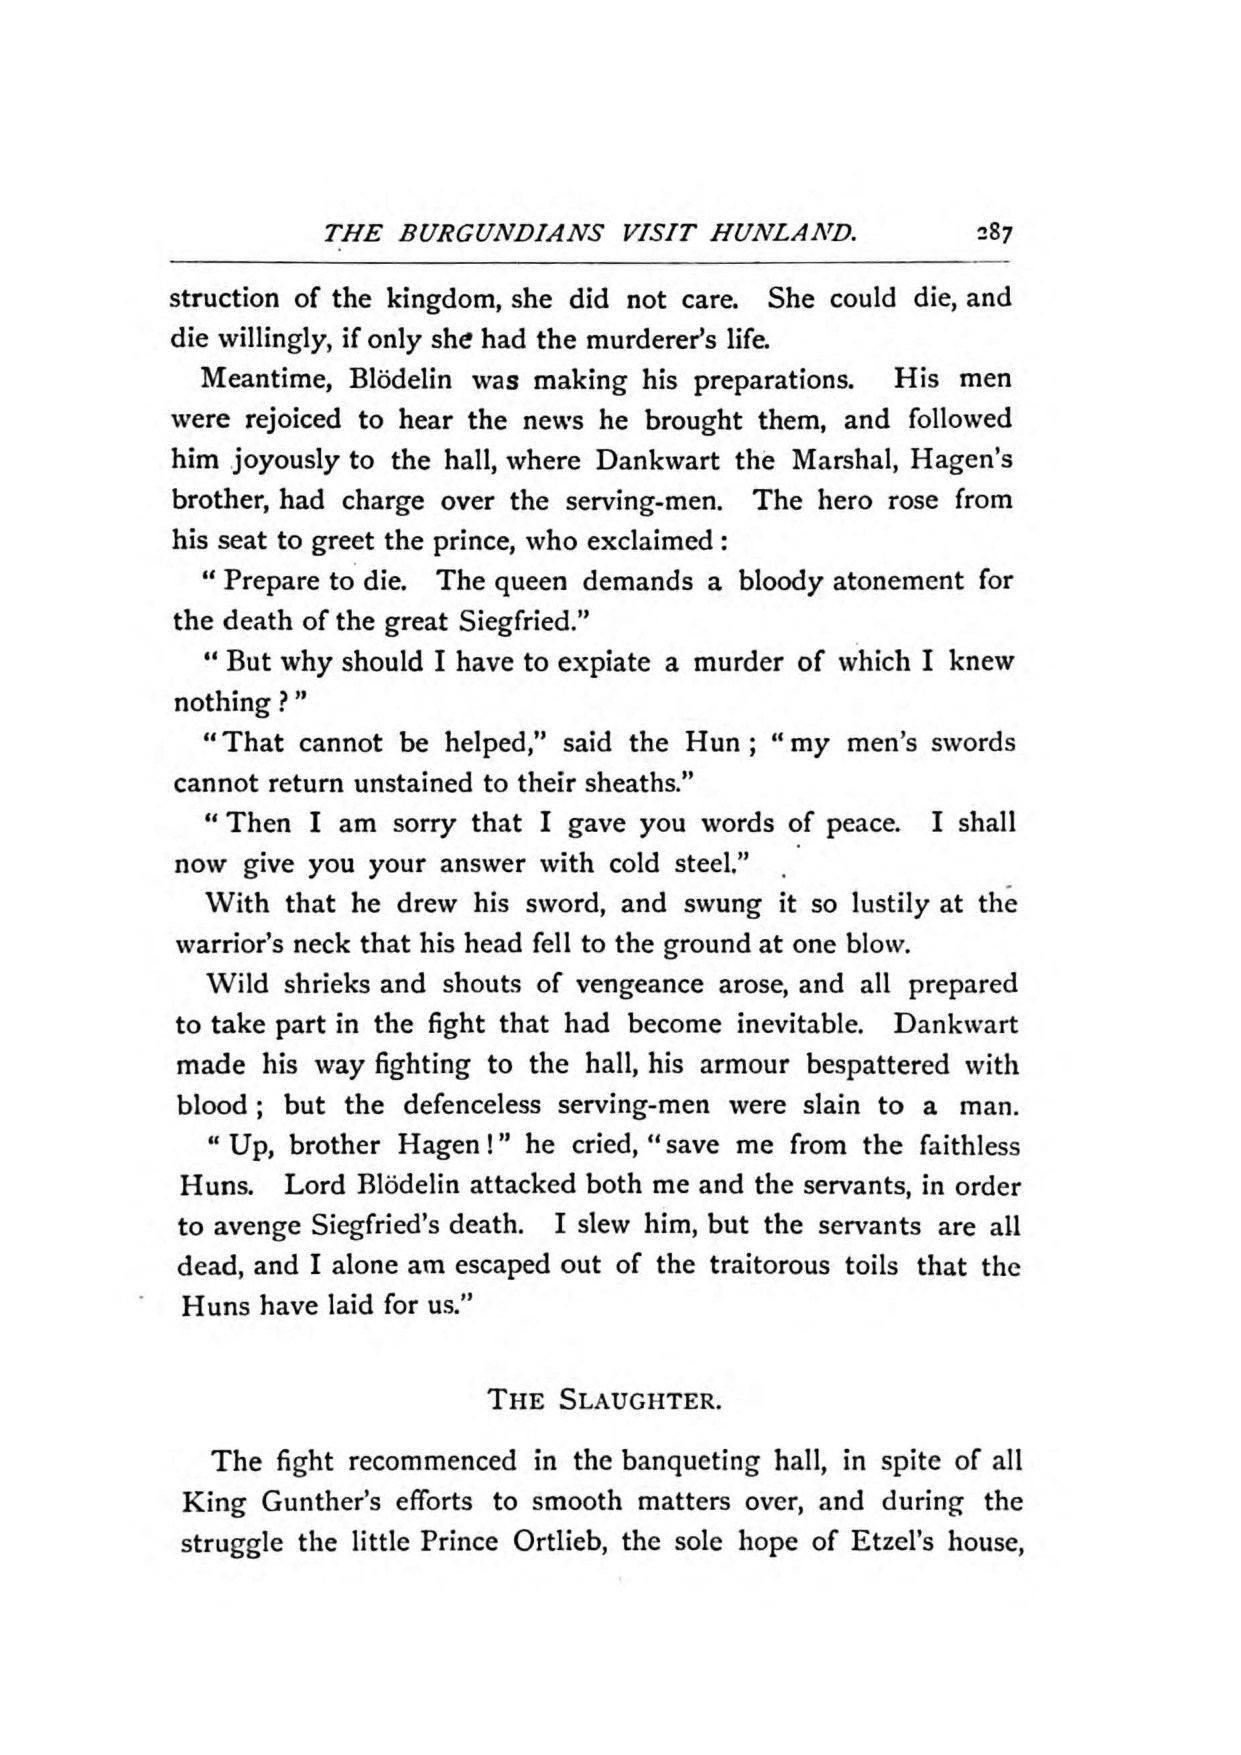 THE BURGUNDIANS VISIT HUNLAND. 287
struction of the kingdom, she did not care. She could die, and
die willingly, if only she had the murderer's life.
Meantime, Blödelin was making his preparations. His men
were rejoiced to hear the news he brought them, and followed
him joyously to the hall, where Dankwart the Marshal, Hagen's
brother, had charge over the serving-men. The hero rose from
his seat to greet the prince, who exclaimed :
“ Prepare to die. The queen demands a bloody atonement for
the death of the great Siegfried.”
“ But why should I have to expiate a murder of which I knew
nothing ? ”
“ That cannot be helped,” said the Hun ; “ my men's swords
cannot return unstained to their sheaths.”
“ Then I am sorry that I gave you words of peace. I shall
now give you your answer with cold steel.”
With that he drew his sword, and swung it so lustily at the
warrior's neck that his head fell to the ground at one blow.
Wild shrieks and shouts of vengeance arose, and all prepared
to take part in the fight that had become inevitable. Dankwart
made his way fighting to the hall, his armour bespattered with
blood ; but the defenceless serving-men were slain to a man.
“ Up, brother Hagen ! ” he cried, “ save me from the faithless
Huns. Lord Blödelin attacked both me and the servants, in order
to avenge Siegfried's death. I slew him, but the servants are all
dead, and I alone am escaped out of the traitorous toils that the
Huns have laid for us.”
THE SLAUGHTER.
The fight recommenced in the banqueting hall, in spite of all
King Gunther's efforts to smooth matters over, and during the
struggle the little Prince Ortlieb, the sole hope of Etzel's house,